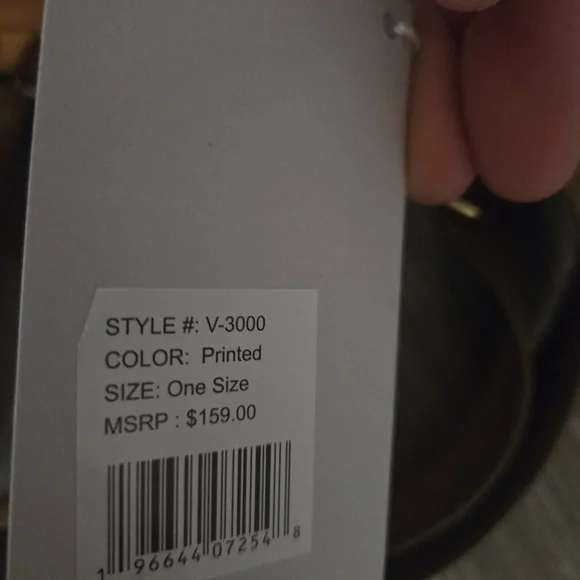 STYLE #: V-3000
COLOR: Printed
SIZE: One Size
MSRP : $159.00
1 96644 07254 8